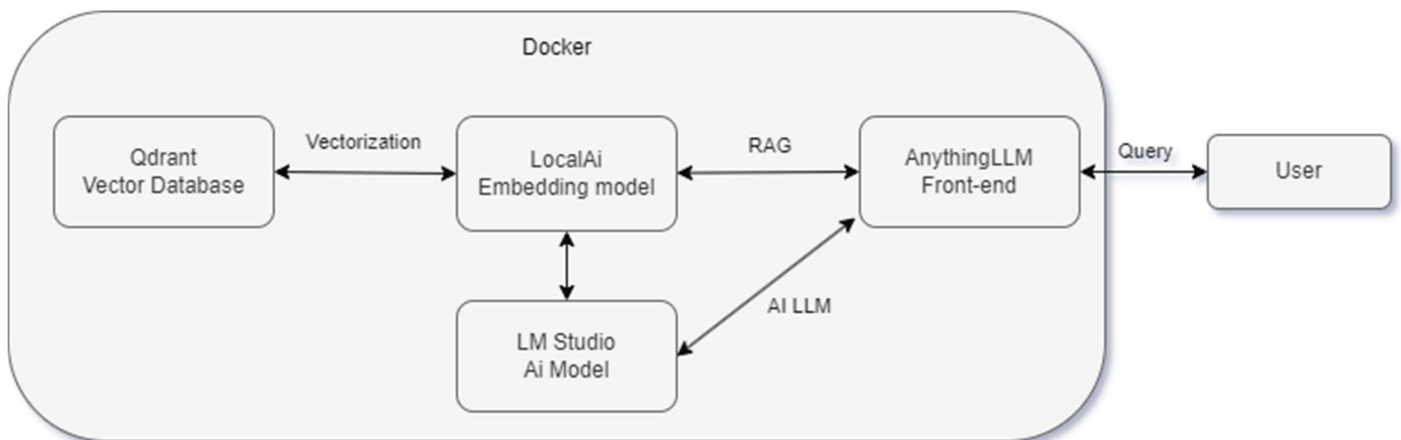 Docker
Qdrant
Vector Database
Vectorization
LocalAi
Embedding model
RAG
AnythingLLM
Front-end
Query
User
AI LLM
LM Studio
Ai Model